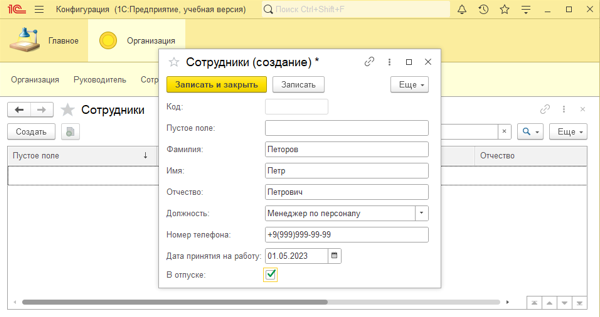 1С Конфигурация (1С:Предприятие, учебная версия) Поиск Ctrl+Shift+F
Главное Организация
Организация Руководитель Сотр
Сотрудники
Создать Еще
Пустое поле ↓ Отчество
Сотрудники (создание) *
Записать и закрыть Записать Еще
Код:
Пустое поле:
Фамилия: Петоров
Имя: Петр
Отчество: Петрович
Должность: Менеджер по персоналу
Номер телефона: +9(999)999-99-99
Дата принятия на работу: 01.05.2023
В отпуске: